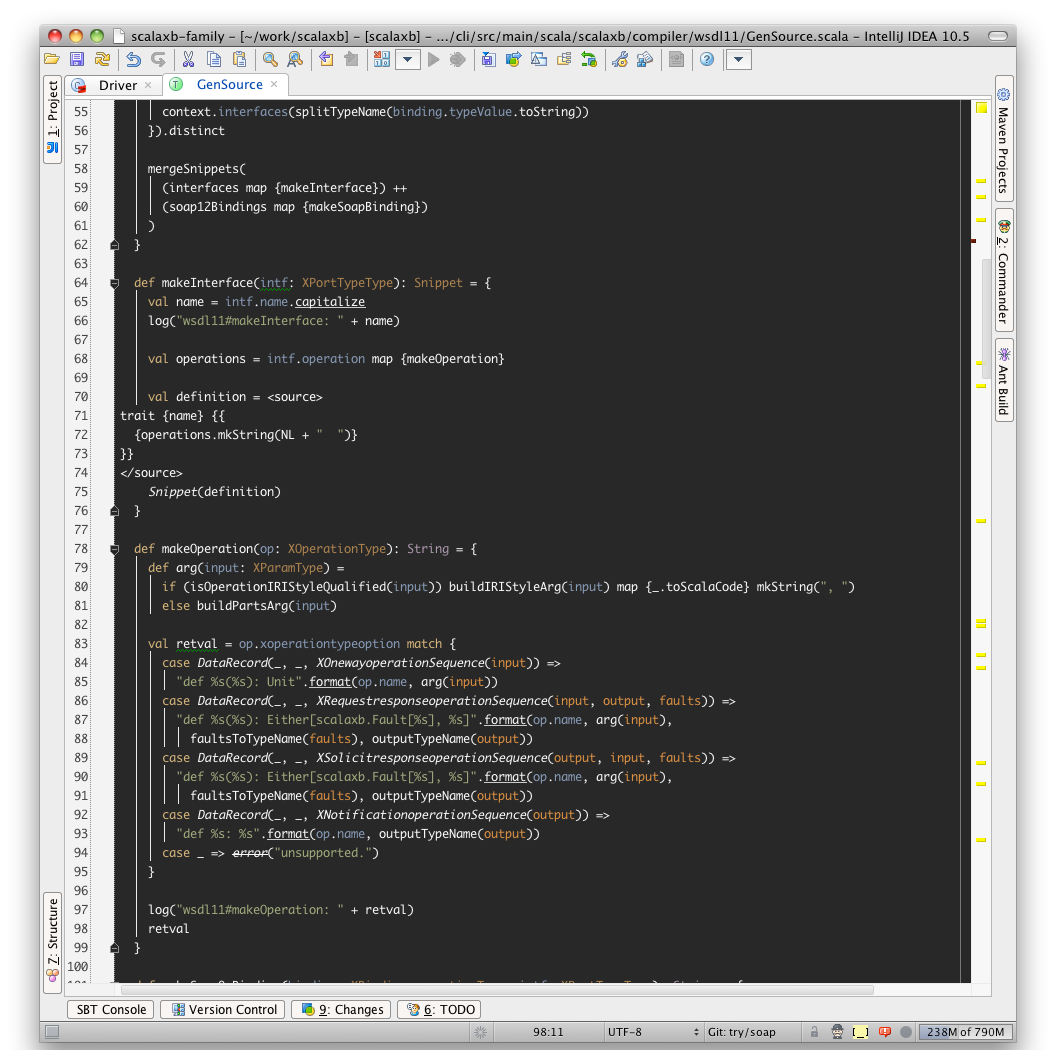 scalaxb-family – [~/work/scalaxb] – [scalaxb] – .../cli/src/main/scala/scalaxb/compiler/wsdl11/GenSource.scala – IntelliJ IDEA 10.5
Driver × GenSource ×
1: Project
Z: Structure
Maven Projects
2: Commander
Ant Build
55 context.interfaces(splitTypeName(binding.typeValue.toString))
56 }).distinct
57
58 mergeSnippets(
59 (interfaces map {makeInterface}) ++
60 (soap12Bindings map {makeSoapBinding})
61 )
62 }
63
64 def makeInterface(intf: XPortTypeType): Snippet = {
65 val name = intf.name.capitalize
66 log("wsdl11#makeInterface: " + name)
67
68 val operations = intf.operation map {makeOperation}
69
70 val definition = <source>
71 trait {name} {{
72 {operations.mkString(NL + "  ")}
73 }}
74 </source>
75 Snippet(definition)
76 }
77
78 def makeOperation(op: XOperationType): String = {
79 def arg(input: XParamType) =
80 if (isOperationIRIStyleQualified(input)) buildIRIStyleArg(input) map {_.toScalaCode} mkString(", ")
81 else buildPartsArg(input)
82
83 val retval = op.xoperationtypeoption match {
84 case DataRecord(_, _, XOnewayoperationSequence(input)) =>
85 "def %s(%s): Unit".format(op.name, arg(input))
86 case DataRecord(_, _, XRequestresponseoperationSequence(input, output, faults)) =>
87 "def %s(%s): Either[scalaxb.Fault[%s], %s]".format(op.name, arg(input),
88 faultsToTypeName(faults), outputTypeName(output))
89 case DataRecord(_, _, XSolicitresponseoperationSequence(output, input, faults)) =>
90 "def %s(%s): Either[scalaxb.Fault[%s], %s]".format(op.name, arg(input),
91 faultsToTypeName(faults), outputTypeName(output))
92 case DataRecord(_, _, XNotificationoperationSequence(output)) =>
93 "def %s: %s".format(op.name, outputTypeName(output))
94 case _ => error("unsupported.")
95 }
96
97 log("wsdl11#makeOperation: " + retval)
98 retval
99 }
100
SBT Console Version Control 9: Changes 6: TODO
98:11 UTF-8 Git: try/soap 238M of 790M